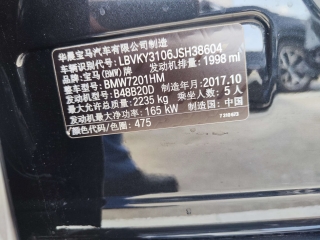 华晨宝马汽车有限公司制造
车辆识别代号: LBVKY3106JSH38604
品牌: 宝马(BMW)牌 发动机排量: 1998 ml
整车型号: BMW7201HM
发动机型号: B48B20D 制造年月: 2017.10
最大允许总质量: 2235 kg 乘坐人数: 5人
发动机最大净功率: 165 kW 制造国: 中国
颜色代号: 475